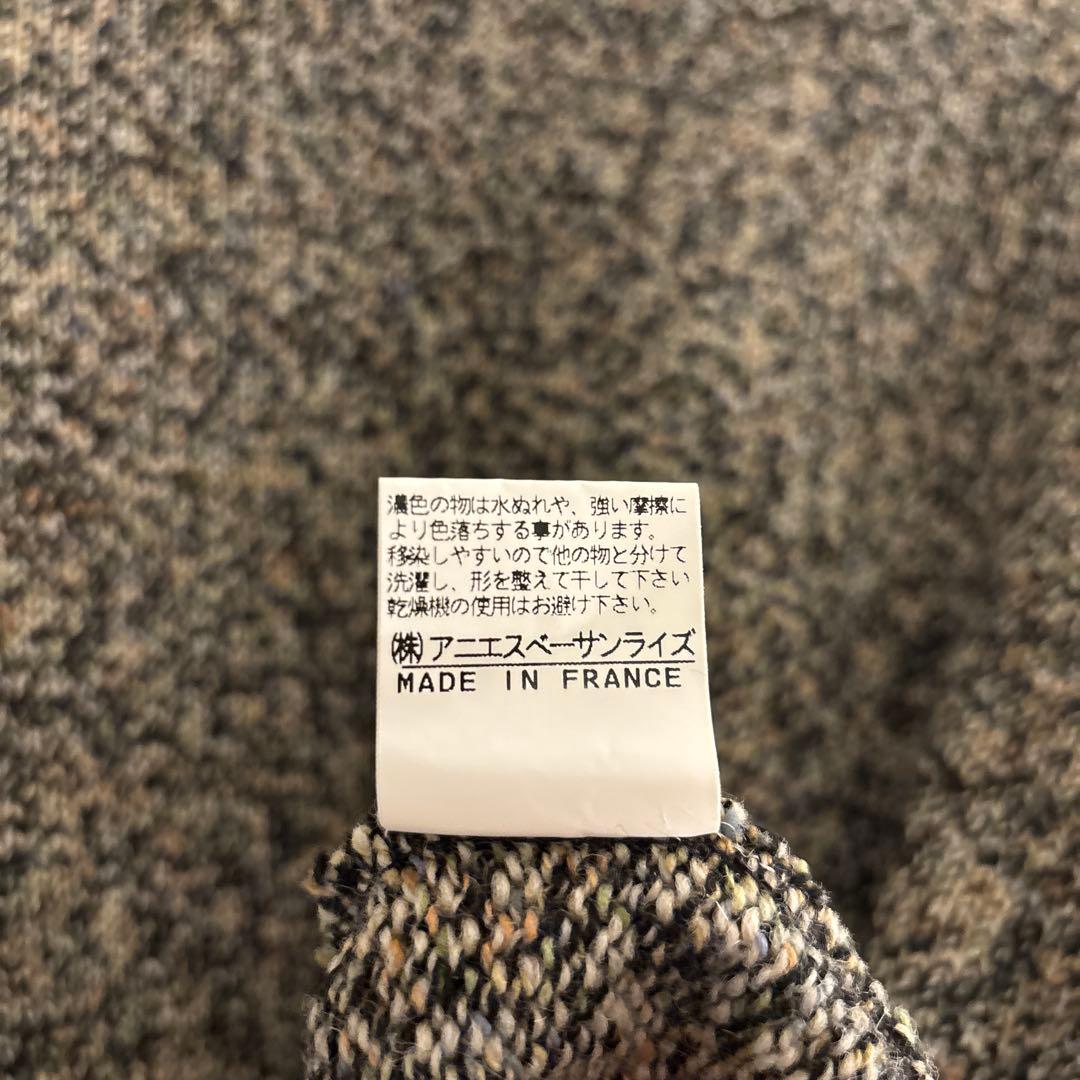 濃色の物は水ぬれや、強い摩擦に
より色落ちする事があります。
移染しやすいので他の物と分けて
洗濯し、形を整えて干して下さい
乾燥機の使用はお避け下さい。
㈱アニエスベーサンライズ
MADE IN FRANCE